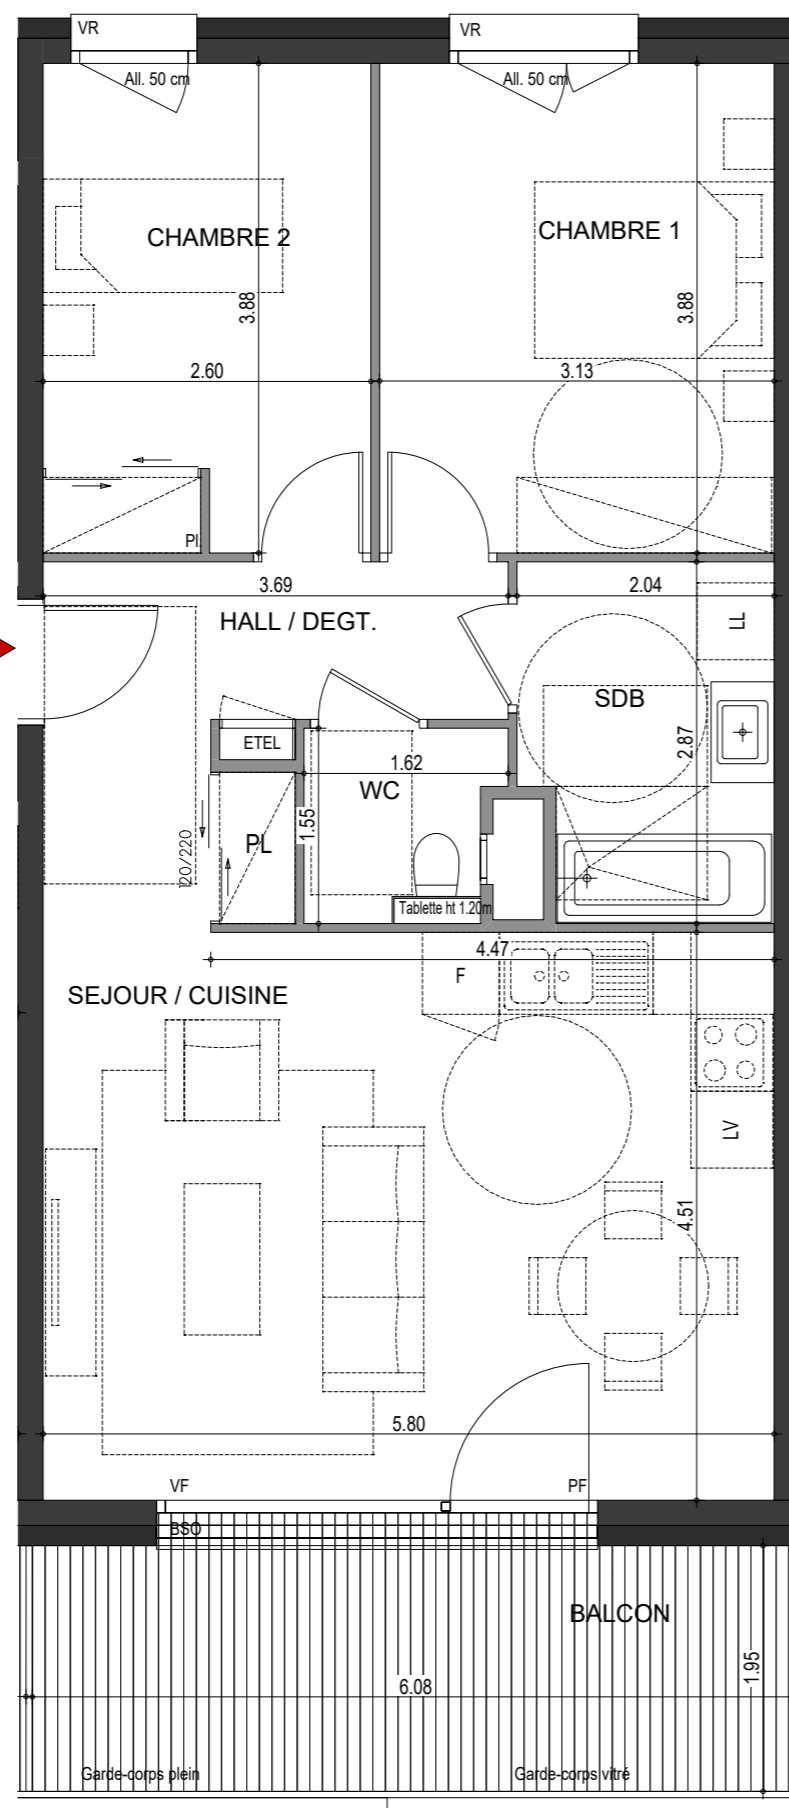 VR
VR
All. 50 cm
All. 50 cm
CHAMBRE 2
CHAMBRE 1
3.88
3.88
2.60
3.13
Pl.
3.69
2.04
HALL / DEGT.
LL
SDB
ETEL
2.87
1.62
WC
1.55
PL
120/220
Tablette ht 1.20m
4.47
F
SEJOUR / CUISINE
LV
4.51
5.80
VF
PF
BSO
BALCON
1.95
6.08
Garde-corps plein
Garde-corps vitré